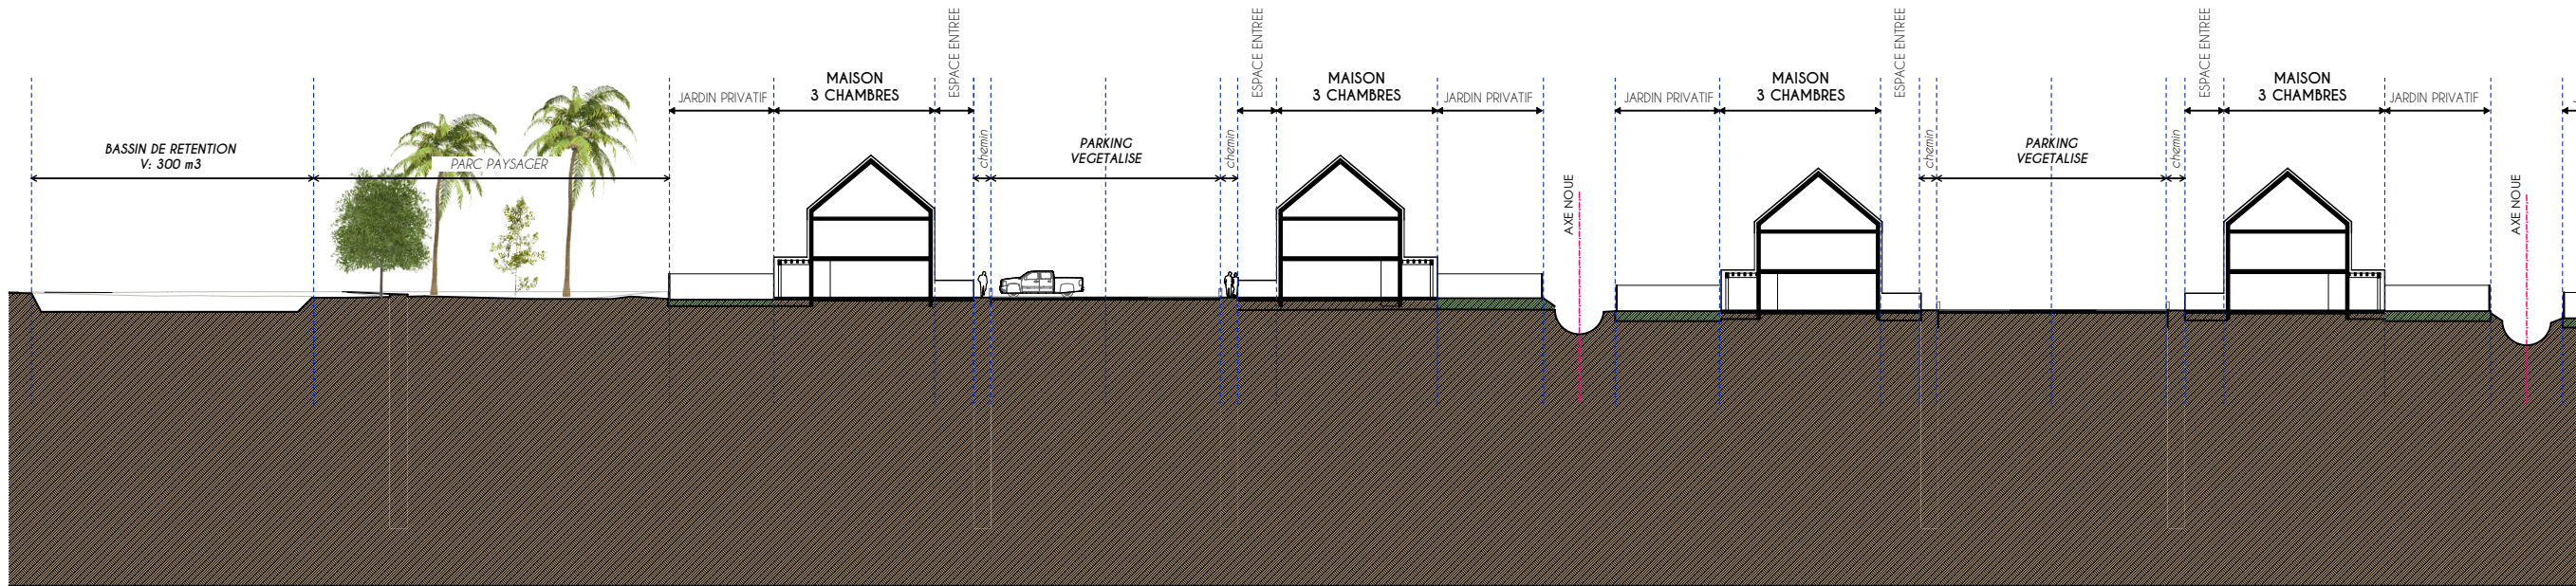 BASSIN DE RETENTION
V: 300 m3
PARC PAYSAGER
JARDIN PRIVATIF
MAISON
3 CHAMBRES
ESPACE ENTREE
chemin
PARKING
VEGETALISE
chemin
ESPACE ENTREE
MAISON
3 CHAMBRES
JARDIN PRIVATIF
AXE NOUE
JARDIN PRIVATIF
MAISON
3 CHAMBRES
ESPACE ENTREE
chemin
PARKING
VEGETALISE
chemin
ESPACE ENTREE
MAISON
3 CHAMBRES
JARDIN PRIVATIF
AXE NOUE